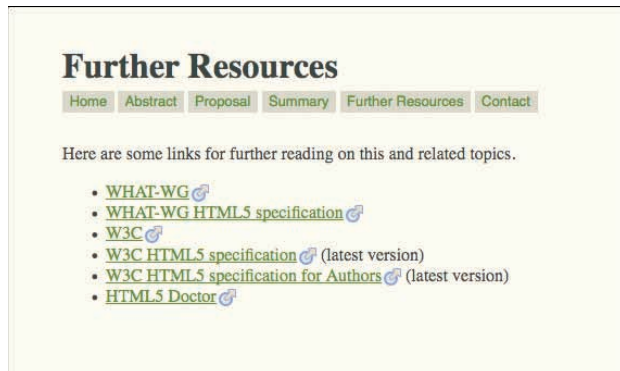 Further Resources
Home Abstract Proposal Summary Further Resources Contact
Here are some links for further reading on this and related topics.
• WHAT-WG
• WHAT-WG HTML5 specification
• W3C
• W3C HTML5 specification (latest version)
• W3C HTML5 specification for Authors (latest version)
• HTML5 Doctor